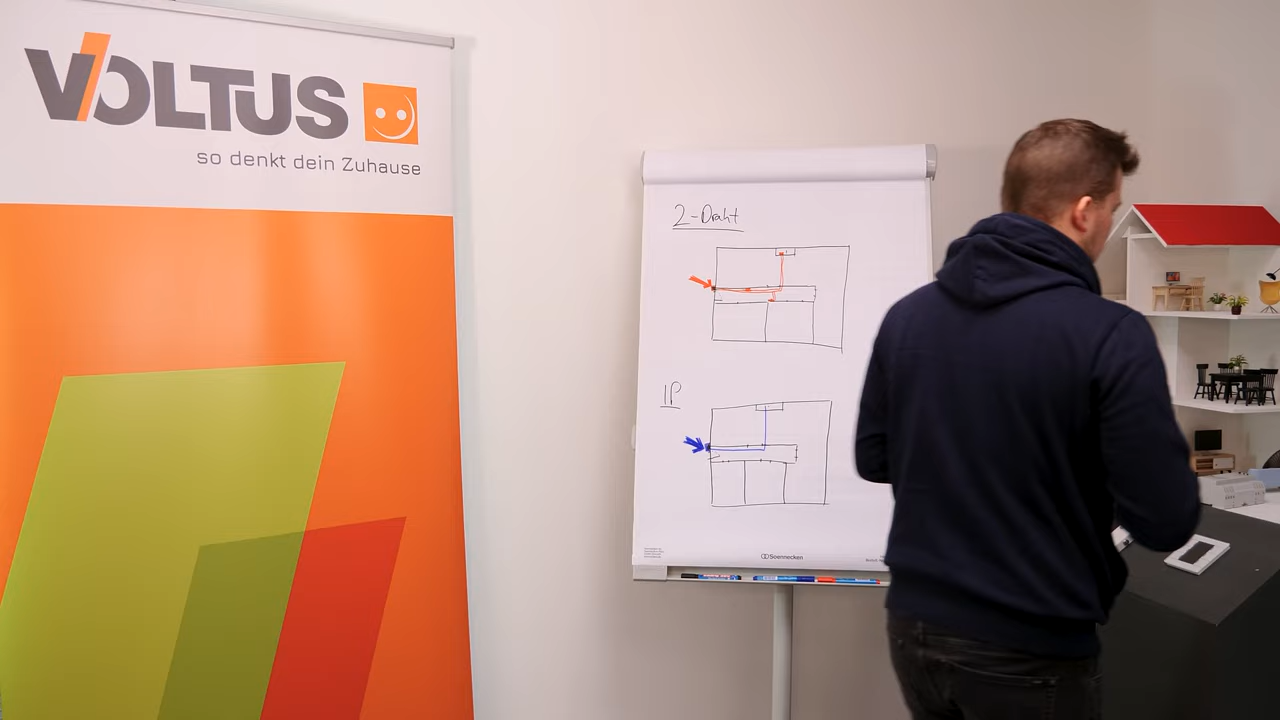 VOLTUS
so denkt dein Zuhause
2-Draht
IP
Soennecken